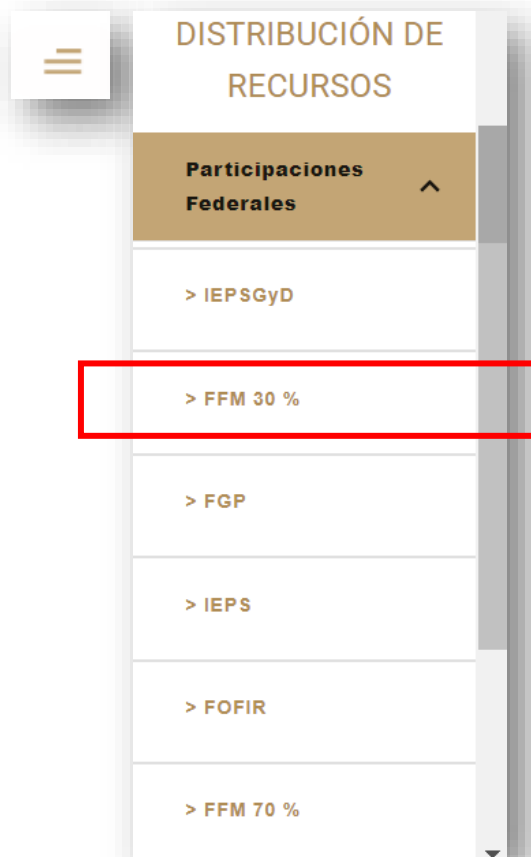 DISTRIBUCIÓN DE
RECURSOS
Participaciones
Federales
> IEPSGyD
> FFM 30 %
> FGP
> IEPS
> FOFIR
> FFM 70 %